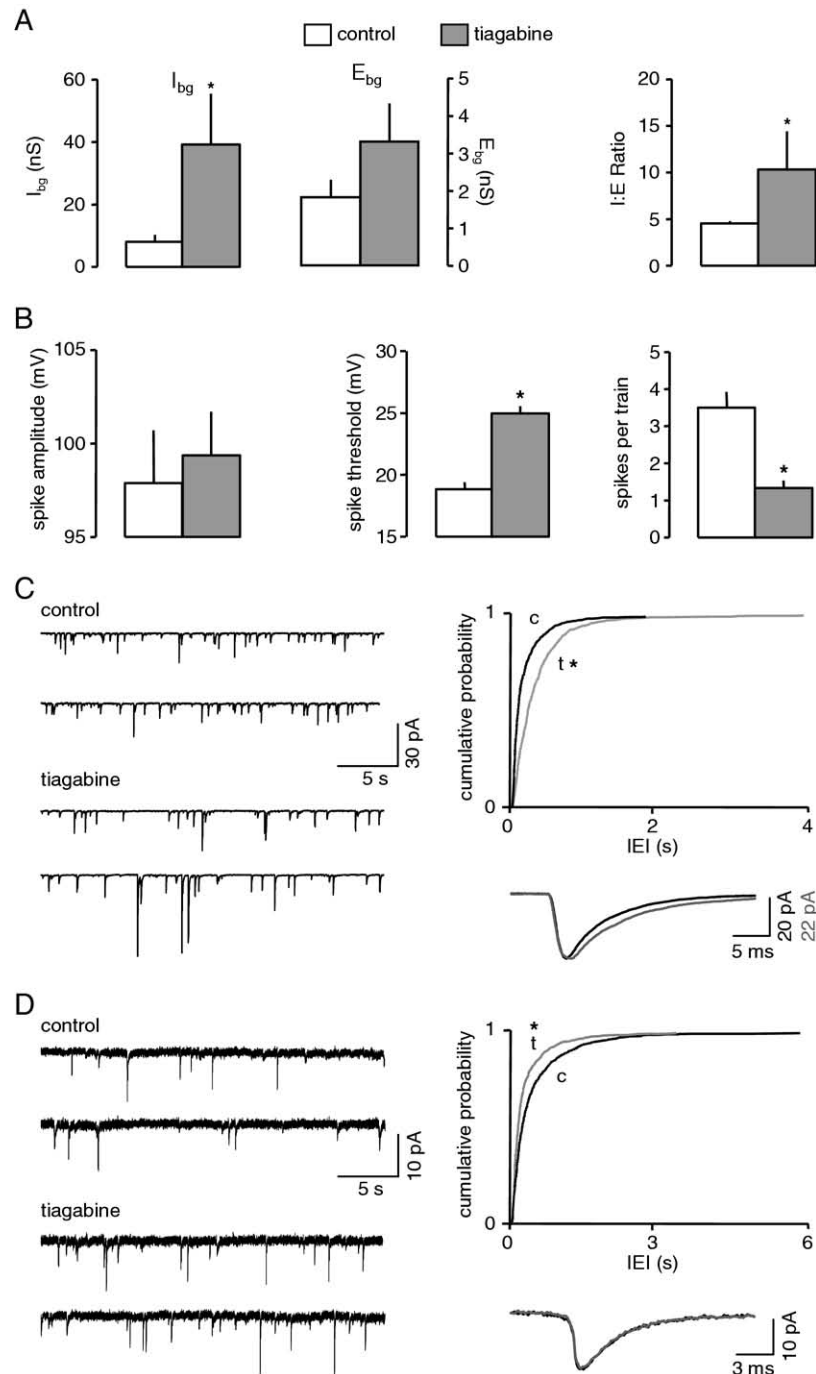 A
control
tiagabine
I_bg
E_bg
*
60
40
20
0
I_bg (nS)
5
4
3
2
1
0
E_bg (nS)
*
20
15
10
5
0
I:E Ratio
B
105
100
95
spike amplitude (mV)
30
25
20
15
spike threshold (mV)
*
5
4
3
2
1
0
spikes per train
*
C
control
30 pA
5 s
tiagabine
cumulative probability
1
0
c
t *
0
2
4
IEI (s)
20 pA
22 pA
5 ms
D
control
10 pA
5 s
tiagabine
cumulative probability
1
0
*
t
c
0
3
6
IEI (s)
10 pA
3 ms